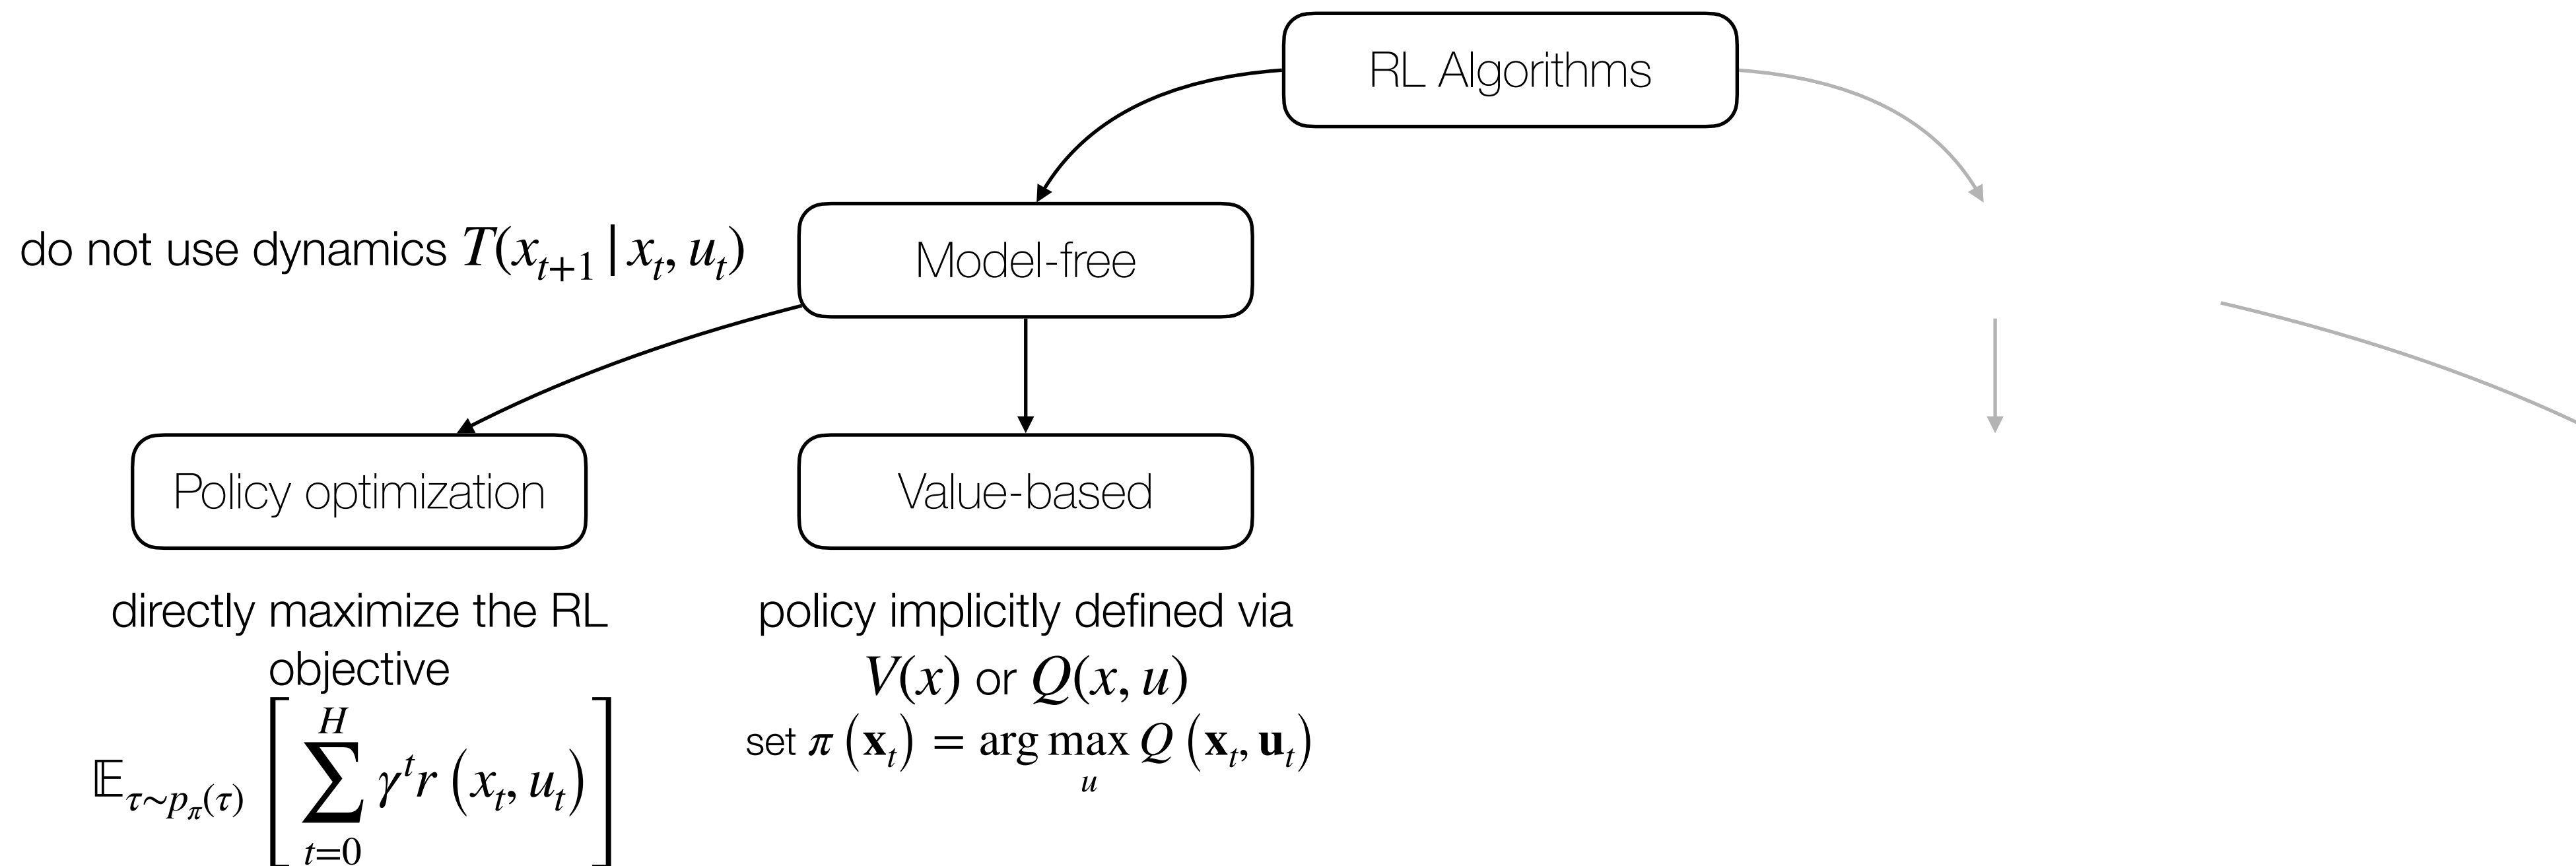 RL Algorithms
do not use dynamics T(x_{t+1} | x_t, u_t)
Model-free
Policy optimization
Value-based
directly maximize the RL
objective
𝔼_{τ∼p_π(τ)} [ ∑_{t=0}^{H} γ^t r (x_t, u_t) ]
policy implicitly defined via
V(x) or Q(x, u)
set π (𝐱_t) = arg max_u Q (𝐱_t, 𝐮_t)